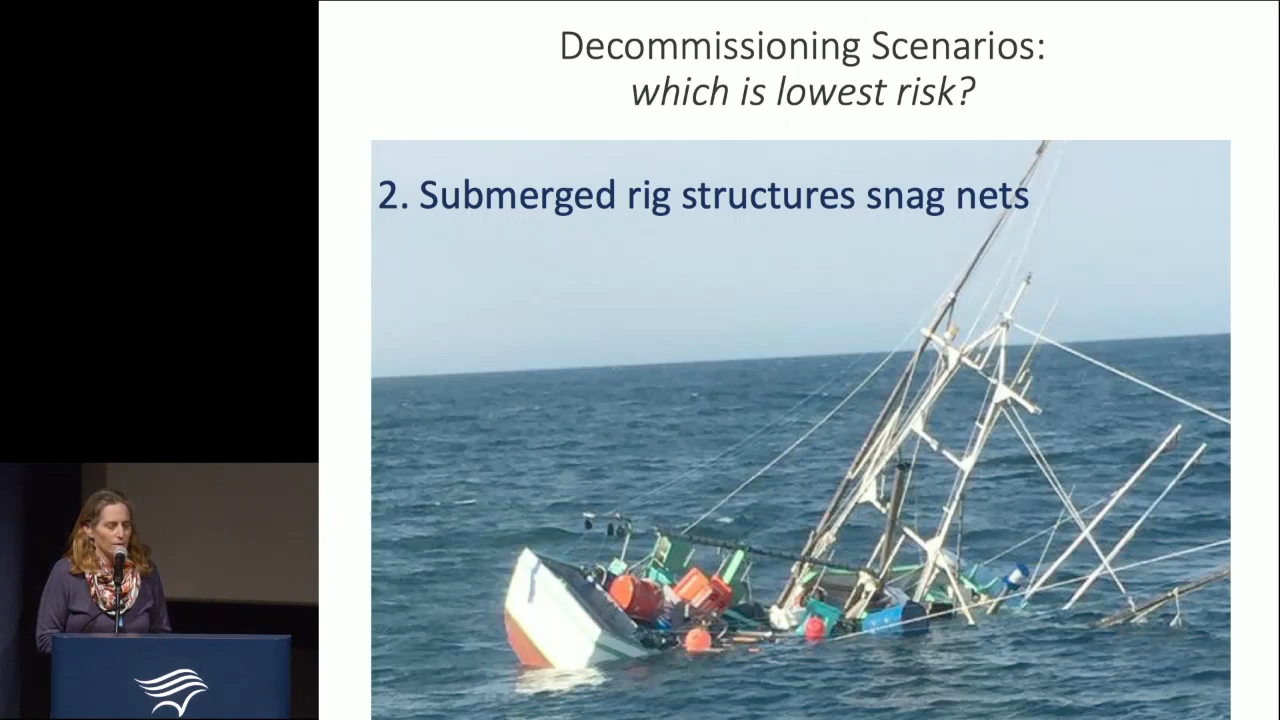 Decommissioning Scenarios:
which is lowest risk?
2. Submerged rig structures snag nets